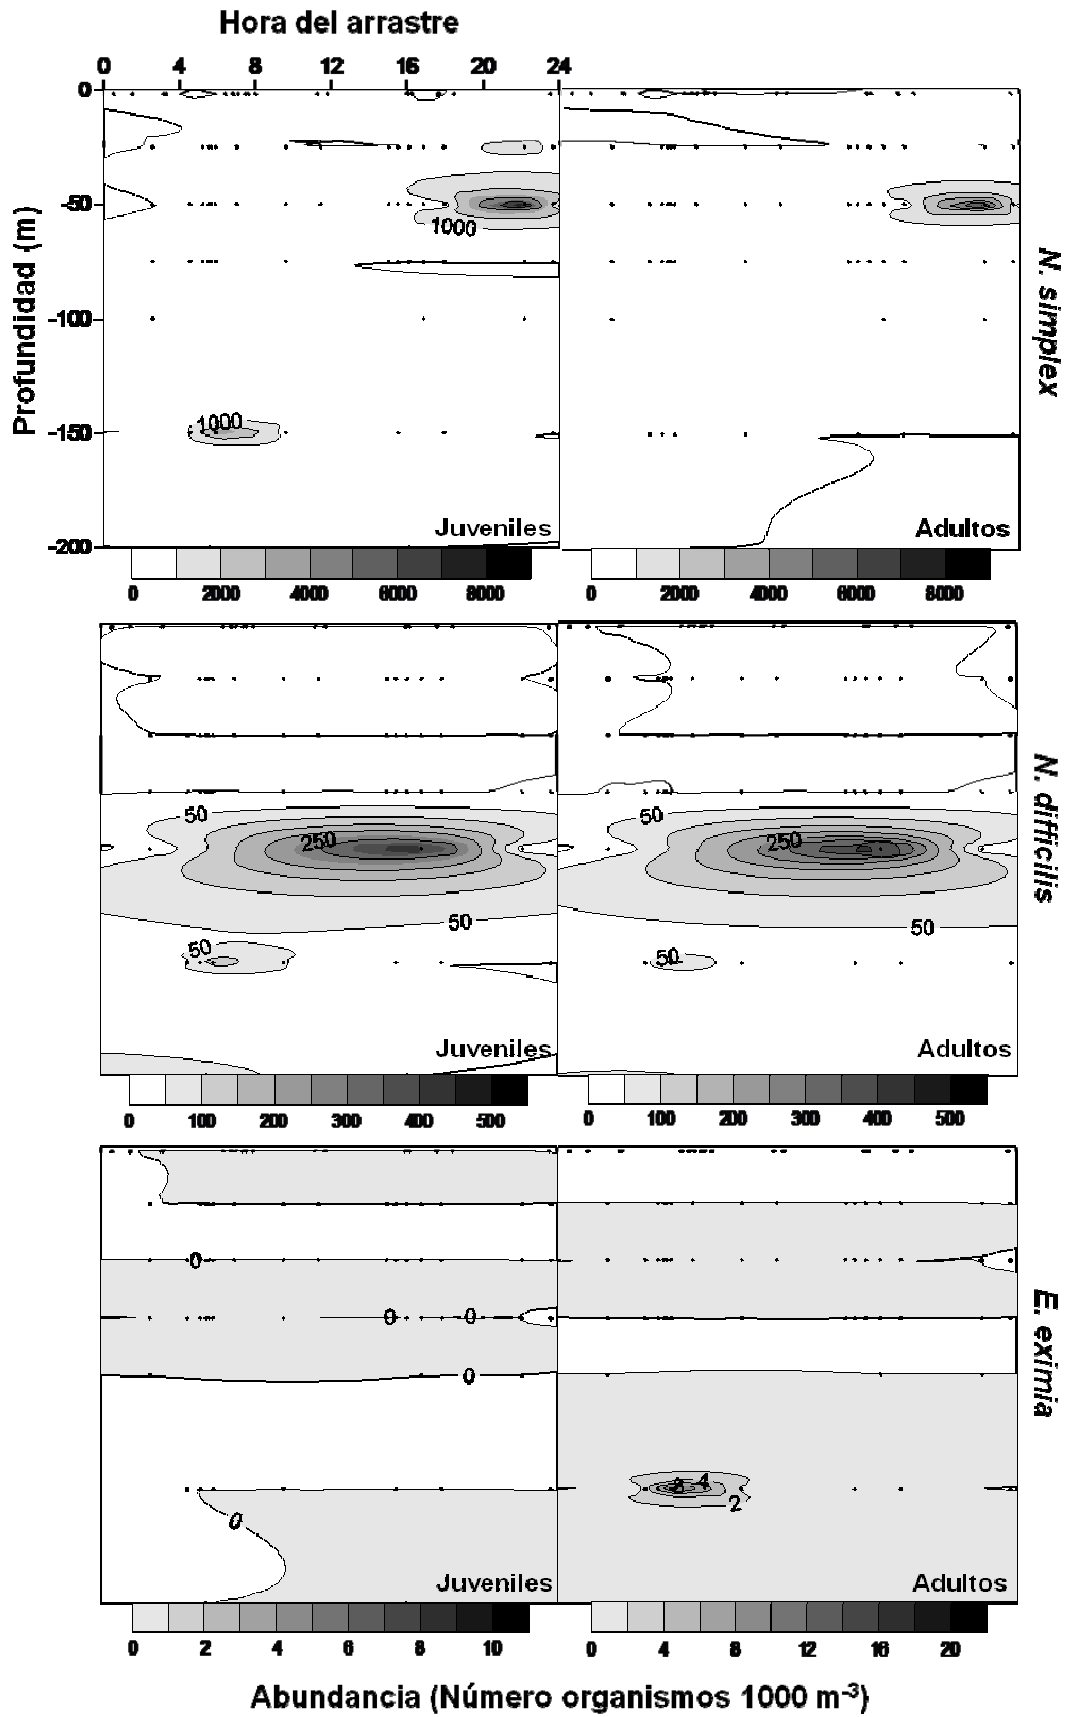 Hora del arrastre
0 4 8 12 16 20 24
Profundidad (m)
0
-50
-100
-150
-200
1000
1000
Juveniles
Adultos
N. simplex
0 2000 4000 6000 8000
0 2000 4000 6000 8000
50
250
50
50
Juveniles
50
250
50
50
Adultos
N. difficilis
0 100 200 300 400 500
0 100 200 300 400 500
0
0 0
0
0
Juveniles
4
2
Adultos
E. eximia
0 2 4 6 8 10
0 4 8 12 16 20
Abundancia (Número organismos 1000 m⁻³)